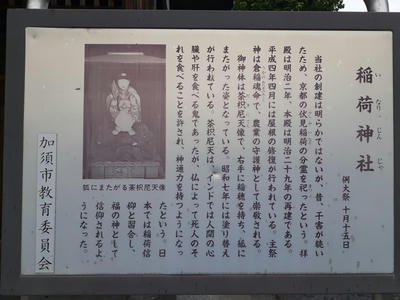 稲荷神社
いなりじんじゃ
例大祭 十月十五日
当社の創建は明らかではないが、昔、干害が続い
たため、京都の伏見稲荷の分霊を祀ったという。拝
殿は明治二年、本殿は明治二十九年の再建である。
平成四年四月には屋根の修復が行われている。主祭
神は倉稲魂命で、農業の守護神として崇敬される。
御神体は荼枳尼天像で、右手に稲穂を持ち、狐に
またがった姿となっている。昭和七年には塗り替え
が行われている。荼枳尼天は、インドでは人間の心
臓や肝を食べる鬼であったが、仏によって死人のそ
れを食べることを許され、神通力を持つようになっ
たという。日
本では稲荷信
仰と習合し、
福の神として
信仰されるよ
うになった。
狐にまたがる荼枳尼天像
加須市教育委員会